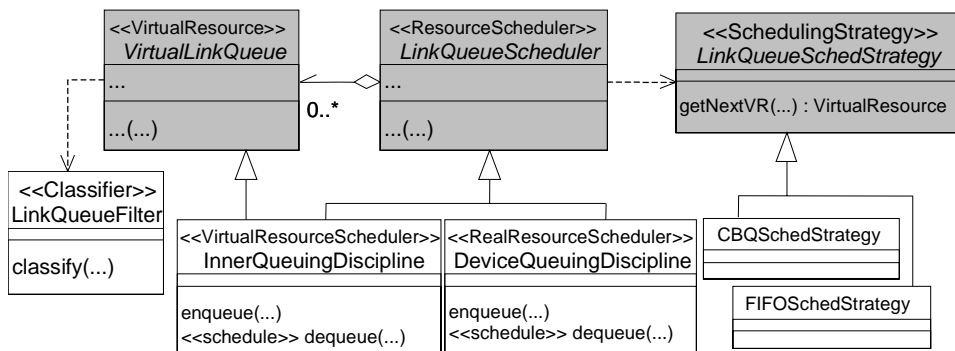 <<VirtualResource>>
VirtualLinkQueue
...
...(...)
0..*
<<ResourceScheduler>>
LinkQueueScheduler
...
...(...)
<<SchedulingStrategy>>
LinkQueueSchedStrategy
getNextVR(...) : VirtualResource
<<Classifier>>
LinkQueueFilter
classify(...)
<<VirtualResourceScheduler>>
InnerQueuingDiscipline
enqueue(...)
<<schedule>> dequeue(...)
<<RealResourceScheduler>>
DeviceQueuingDiscipline
enqueue(...)
<<schedule>> dequeue(...)
CBQSchedStrategy
FIFOSchedStrategy